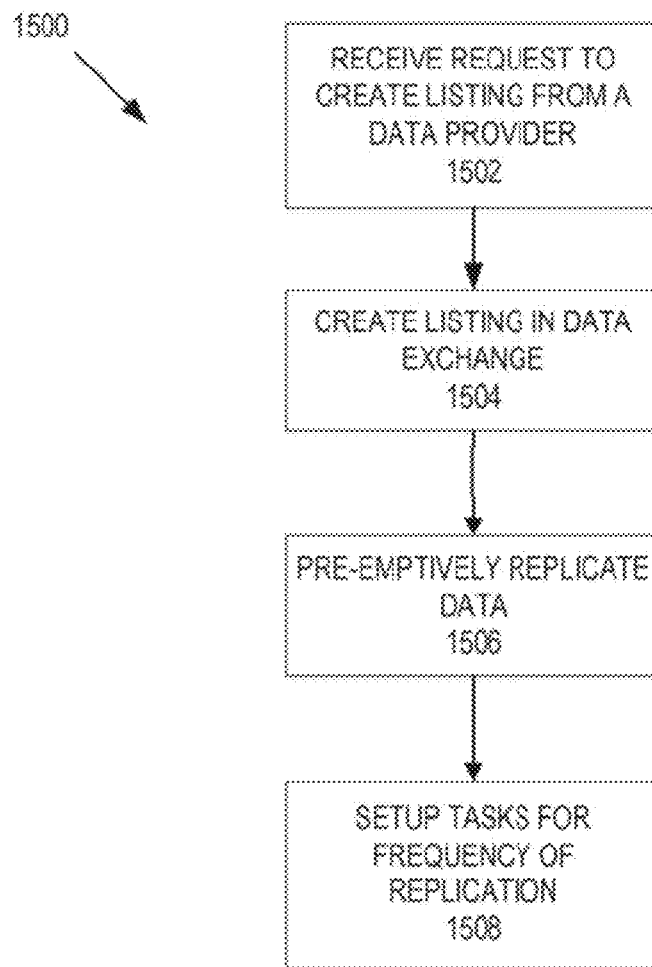 1500
RECEIVE REQUEST TO
CREATE LISTING FROM A
DATA PROVIDER
1502
CREATE LISTING IN DATA
EXCHANGE
1504
PRE-EMPTIVELY REPLICATE
DATA
1506
SETUP TASKS FOR
FREQUENCY OF
REPLICATION
1508